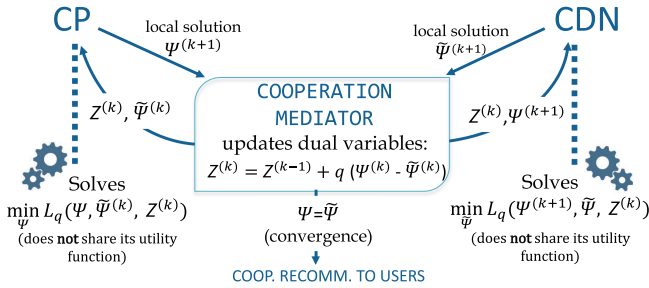 CP
CDN
local solution
Ψ^(k+1)
local solution
Ψ̃^(k+1)
Z^(k), Ψ̃^(k)
COOPERATION
MEDIATOR
updates dual variables:
Z^(k) = Z^(k−1) + q (Ψ^(k) - Ψ̃^(k))
Z^(k),Ψ^(k+1)
Solves
min_Ψ L_q(Ψ, Ψ̃^(k), Z^(k))
(does not share its utility
function)
Ψ=Ψ̃
(convergence)
COOP. RECOMM. TO USERS
Solves
min_Ψ̃ L_q(Ψ^(k+1), Ψ̃, Z^(k))
(does not share its utility
function)